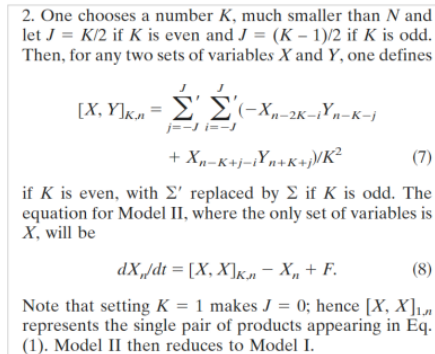 2. One chooses a number K, much smaller than N and
let J = K/2 if K is even and J = (K – 1)/2 if K is odd.
Then, for any two sets of variables X and Y, one defines
[X, Y]K,n = Σ′j=–J^J Σ′i=–J^J (–Xn–2K–iYn–K–j
+ Xn–K+j–iYn+K+j)/K² (7)
if K is even, with Σ′ replaced by Σ if K is odd. The
equation for Model II, where the only set of variables is
X, will be
dXn/dt = [X, X]K,n – Xn + F. (8)
Note that setting K = 1 makes J = 0; hence [X, X]1,n
represents the single pair of products appearing in Eq.
(1). Model II then reduces to Model I.